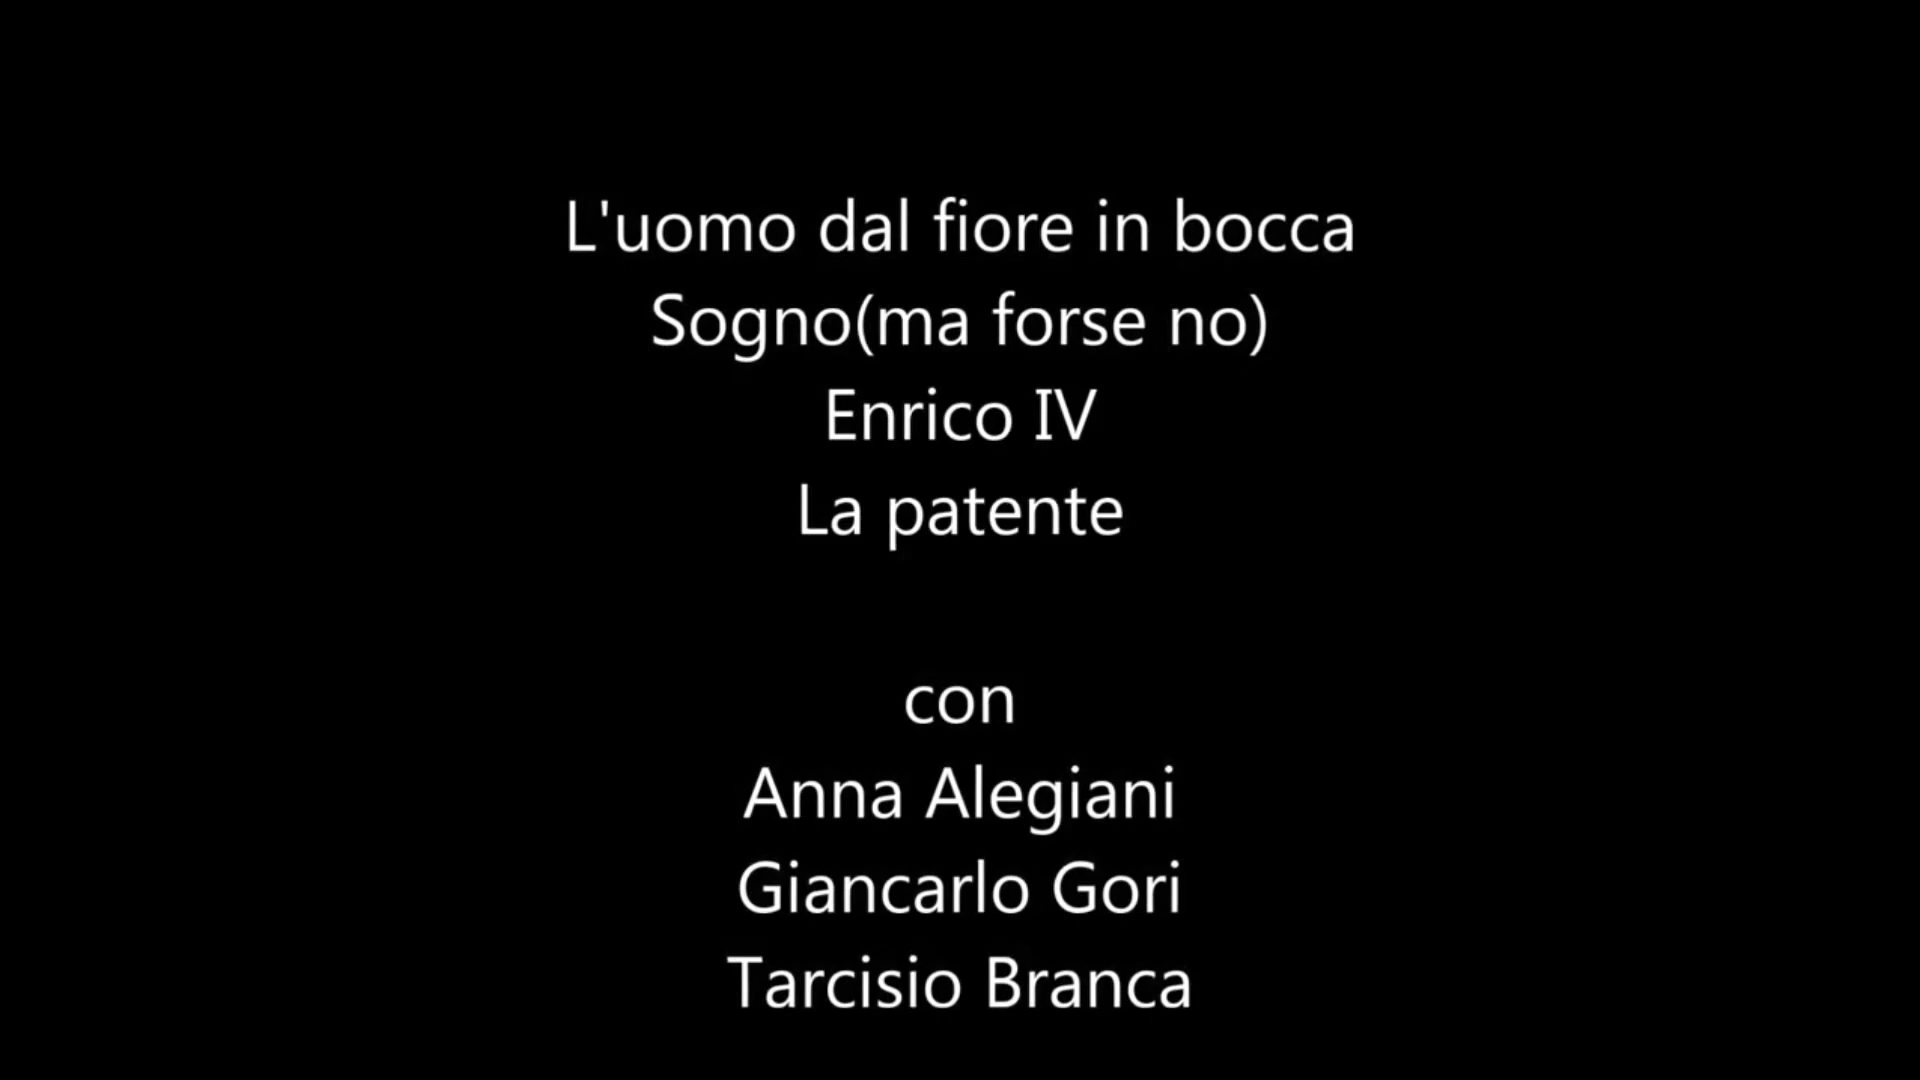 L'uomo dal fiore in bocca
Sogno(ma forse no)
Enrico IV
La patente
con
Anna Alegiani
Giancarlo Gori
Tarcisio Branca